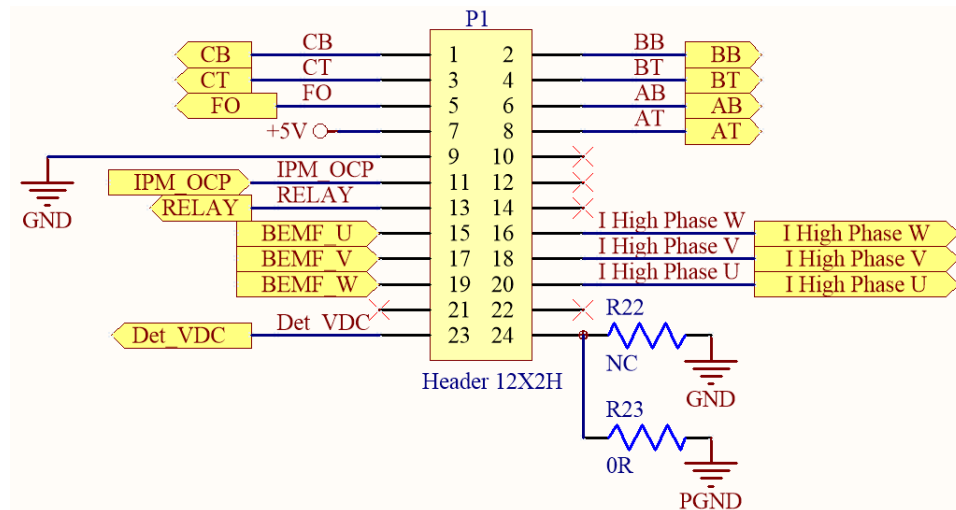 P1
CB CB 1 2 BB BB
CT CT 3 4 BT BT
FO FO 5 6 AB AB
+5V 7 8 AT AT
9 10
GND
IPM_OCP IPM_OCP 11 12
RELAY RELAY 13 14
BEMF_U 15 16 I High Phase W I High Phase W
BEMF_V 17 18 I High Phase V I High Phase V
BEMF_W 19 20 I High Phase U I High Phase U
21 22
Det_VDC Det VDC 23 24
R22
NC
GND
Header 12X2H
R23
0R
PGND